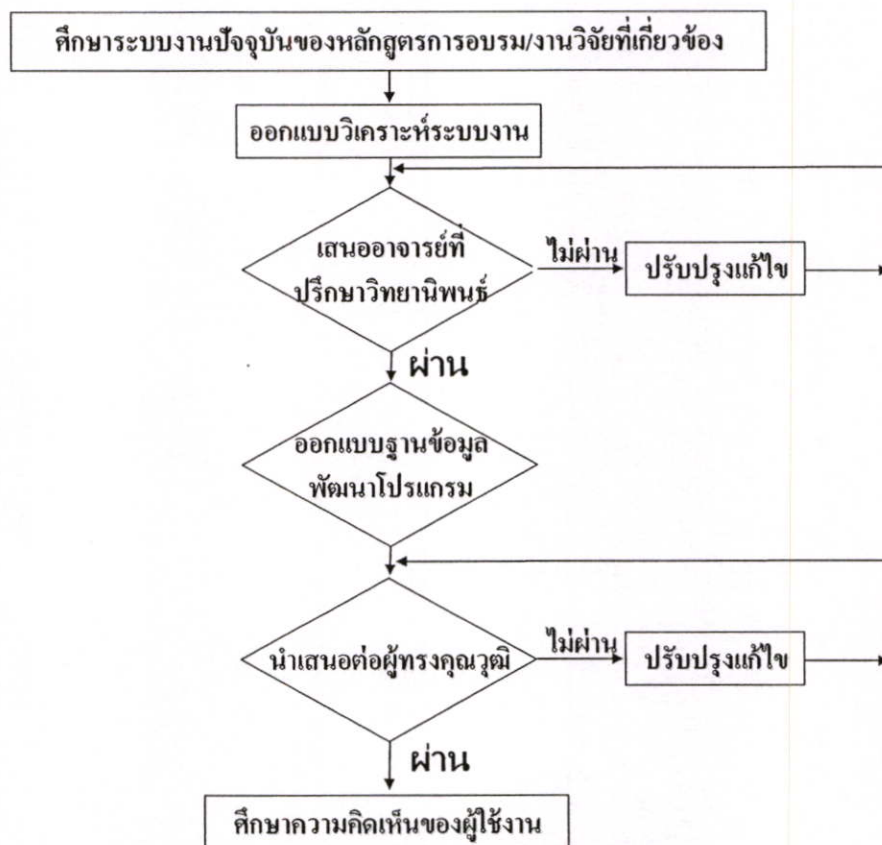 ศึกษาระบบงานปัจจุบันของหลักสูตรการอบรม/งานวิจัยที่เกี่ยวข้อง
ออกแบบวิเคราะห์ระบบงาน
เสนออาจารย์ที่
ปรึกษาวิทยานิพนธ์
ไม่ผ่าน
ปรับปรุงแก้ไข
ผ่าน
ออกแบบฐานข้อมูล
พัฒนาโปรแกรม
นำเสนอต่อผู้ทรงคุณวุฒิ
ไม่ผ่าน
ปรับปรุงแก้ไข
ผ่าน
ศึกษาความคิดเห็นของผู้ใช้งาน